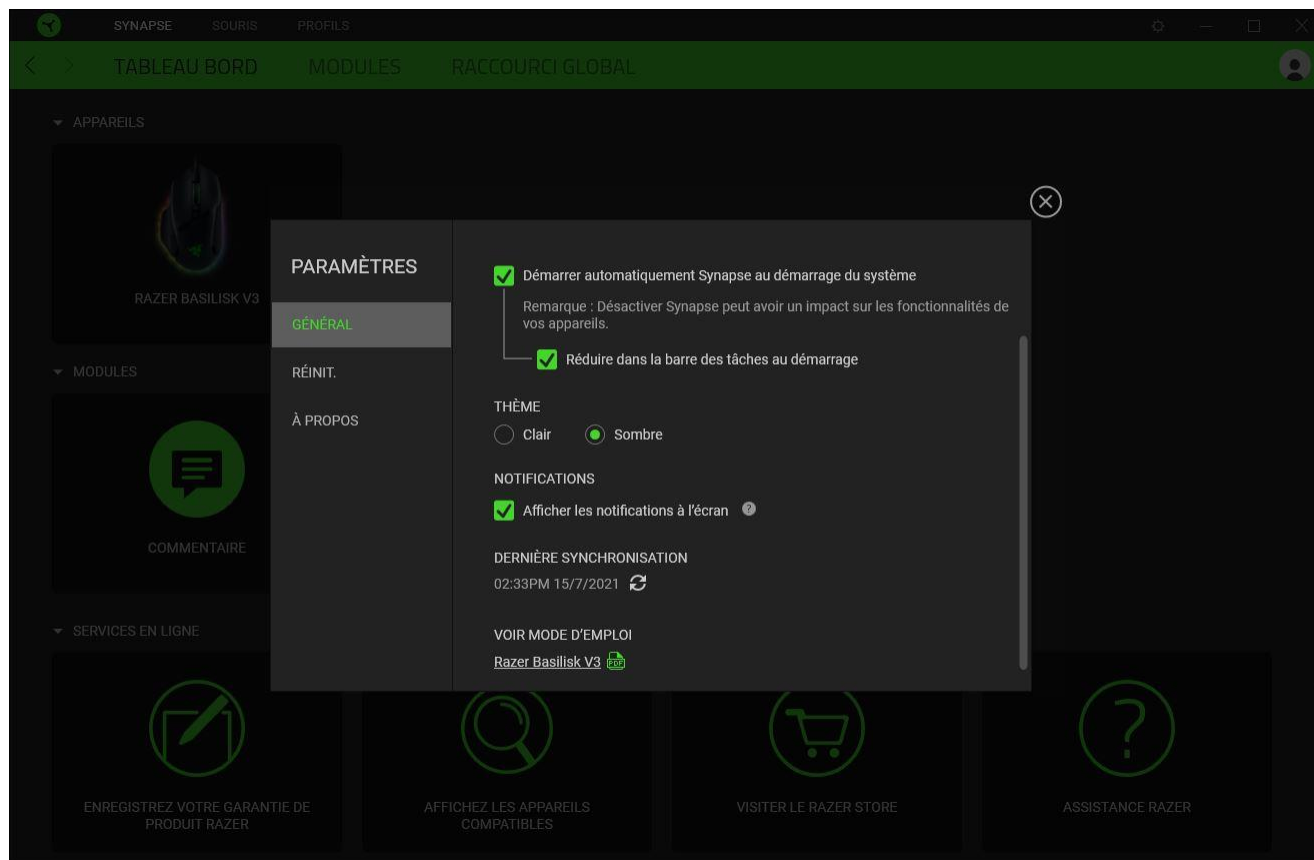 SYNAPSE SOURIS PROFILS
TABLEAU BORD MODULES RACCOURCI GLOBAL
APPAREILS
RAZER BASILISK V3
MODULES
COMMENTAIRE
SERVICES EN LIGNE
ENREGISTREZ VOTRE GARANTIE DE
PRODUIT RAZER
AFFICHEZ LES APPAREILS
COMPATIBLES
VISITER LE RAZER STORE
ASSISTANCE RAZER
PARAMÈTRES
GÉNÉRAL
RÉINIT.
À PROPOS
Démarrer automatiquement Synapse au démarrage du système
Remarque : Désactiver Synapse peut avoir un impact sur les fonctionnalités de
vos appareils.
Réduire dans la barre des tâches au démarrage
THÈME
Clair Sombre
NOTIFICATIONS
Afficher les notifications à l'écran ?
DERNIÈRE SYNCHRONISATION
02:33PM 15/7/2021
VOIR MODE D'EMPLOI
Razer Basilisk V3 PDF